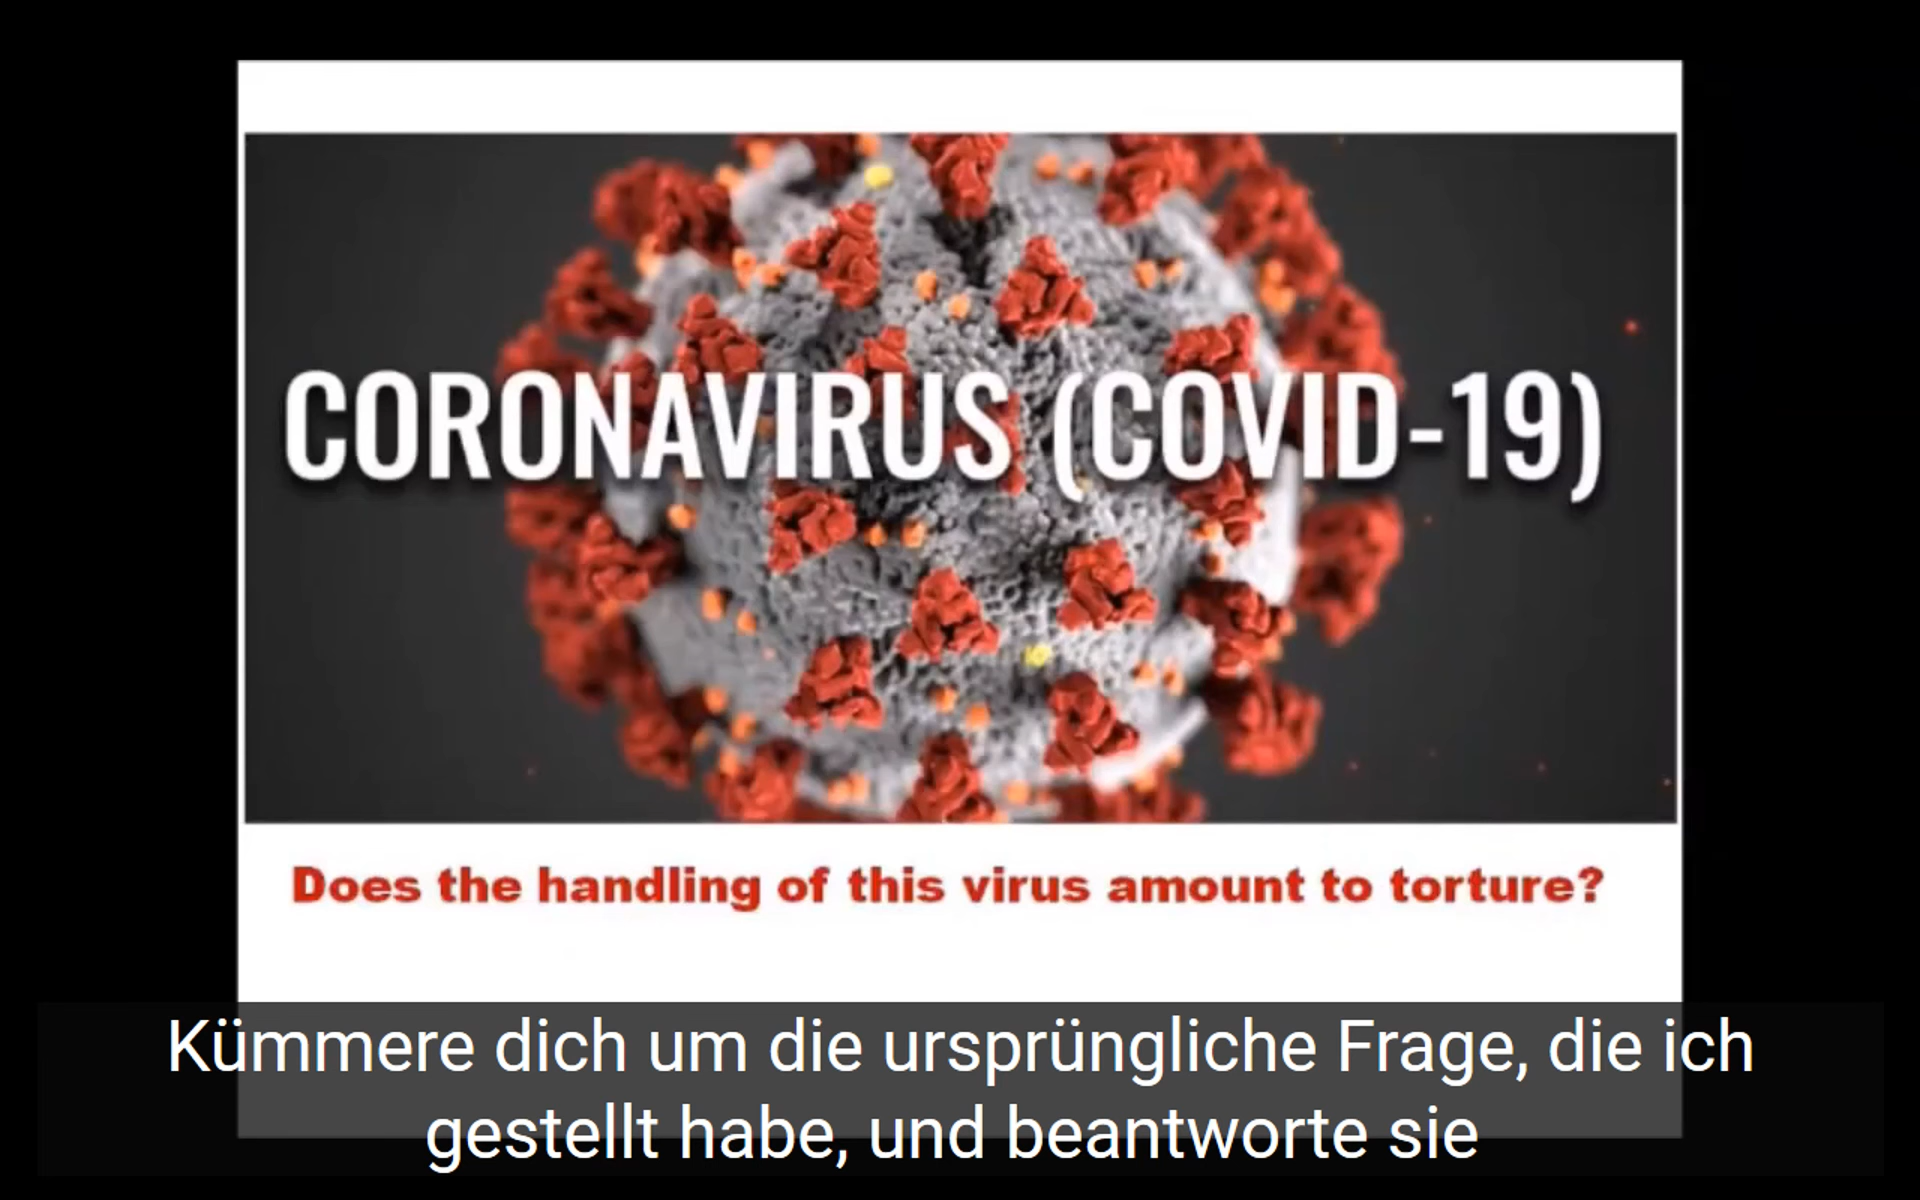 CORONAVIRUS (COVID-19)
Does the handling of this virus amount to torture?
Kümmere dich um die ursprüngliche Frage, die ich
gestellt habe, und beantworte sie